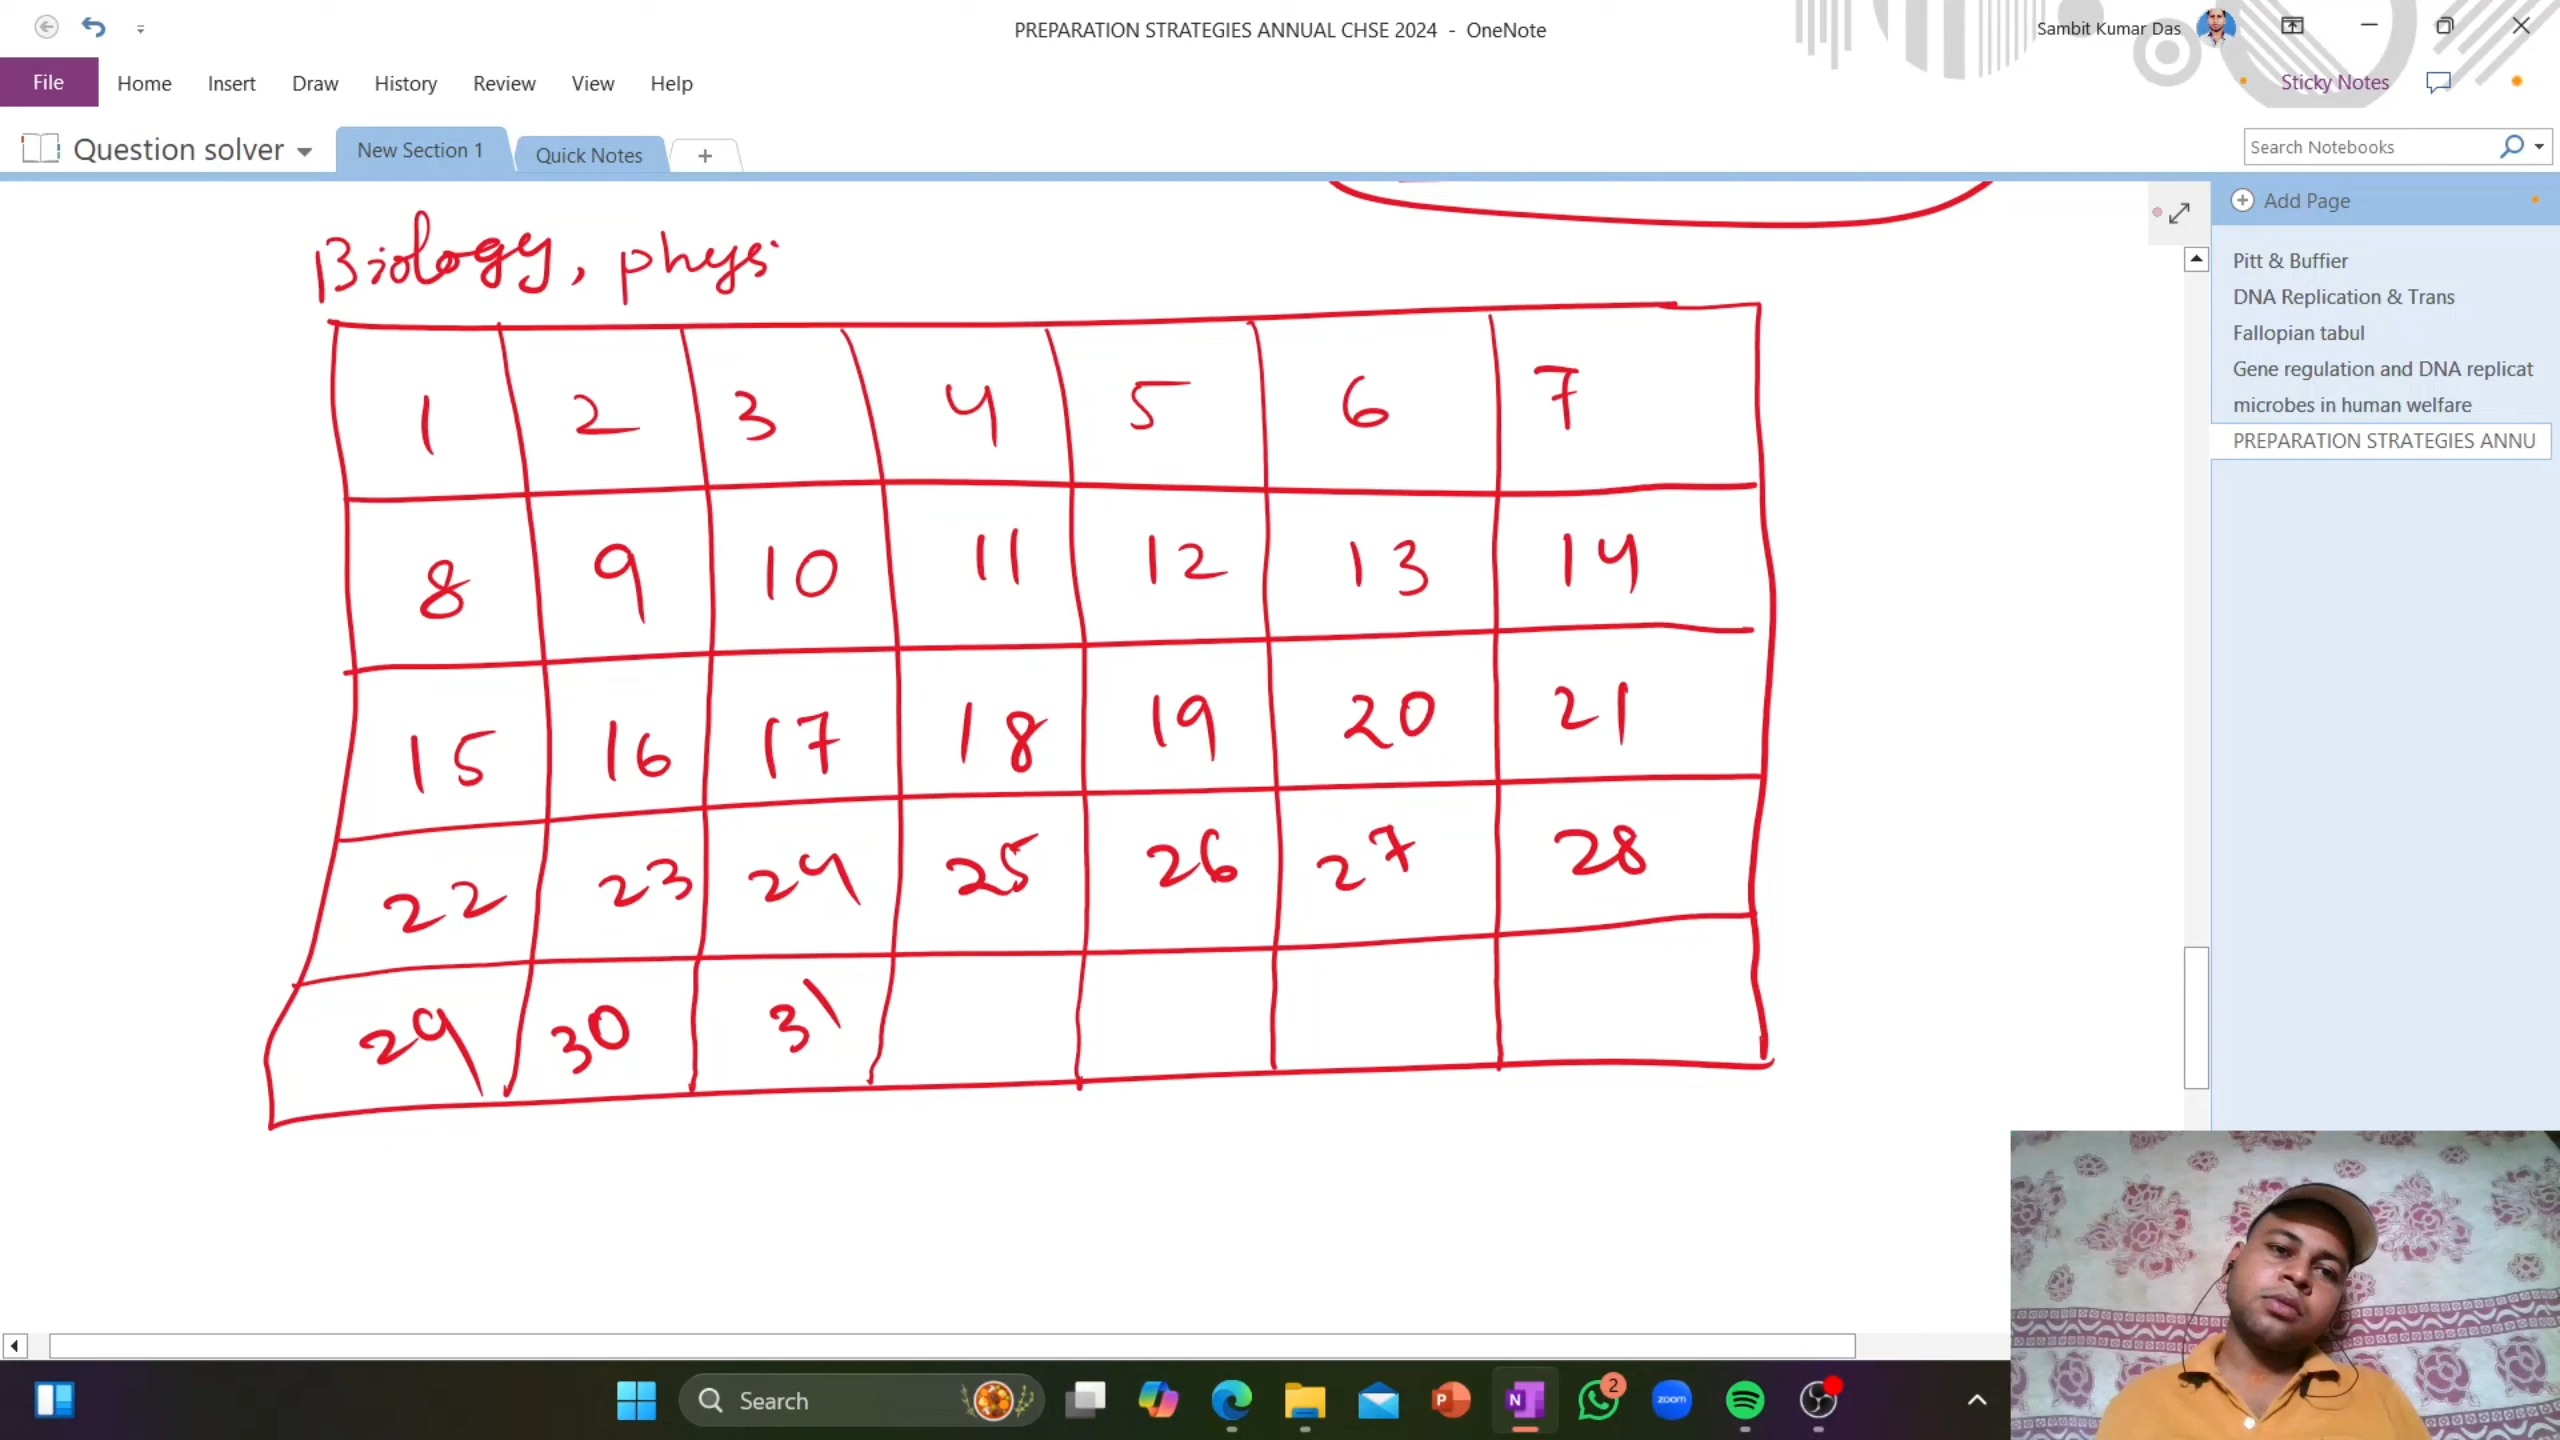 PREPARATION STRATEGIES ANNUAL CHSE 2024 - OneNote
Sambit Kumar Das
File Home Insert Draw History Review View Help
Sticky Notes
Question solver New Section 1 Quick Notes +
Search Notebooks
Add Page
Pitt & Buffier
DNA Replication & Trans
Fallopian tabul
Gene regulation and DNA replicat
microbes in human welfare
PREPARATION STRATEGIES ANNU
Biology, phys
1 2 3 4 5 6 7
8 9 10 11 12 13 14
15 16 17 18 19 20 21
22 23 24 25 26 27 28
29 30 31
Search
P
N
2
zoom